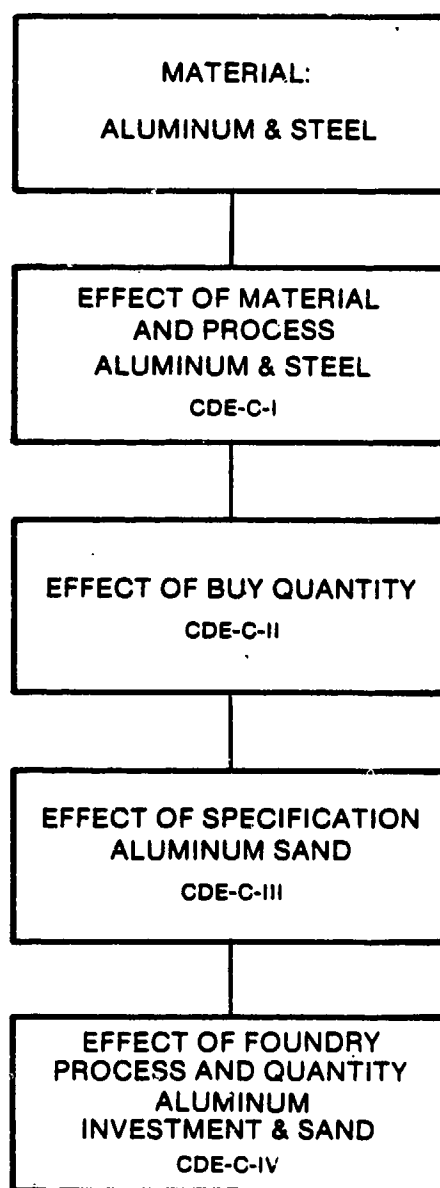 MATERIAL:
ALUMINUM & STEEL
EFFECT OF MATERIAL
AND PROCESS
ALUMINUM & STEEL
CDE-C-I
EFFECT OF BUY QUANTITY
CDE-C-II
EFFECT OF SPECIFICATION
ALUMINUM SAND
CDE-C-III
EFFECT OF FOUNDRY
PROCESS AND QUANTITY
ALUMINUM
INVESTMENT & SAND
CDE-C-IV